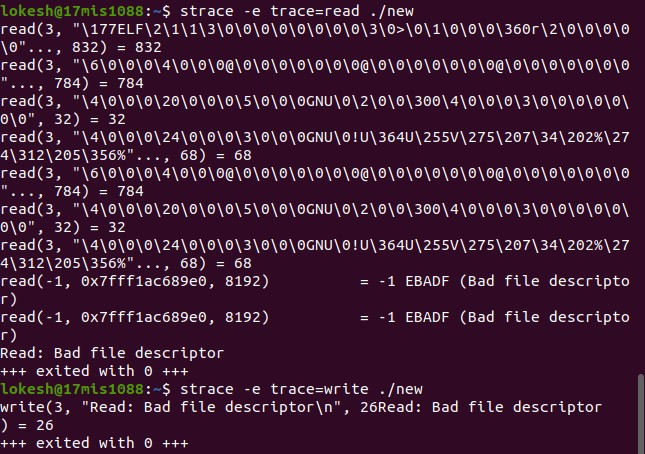 lokesh@17mis1088:~$ strace -e trace=read ./new
read(3, "\177ELF\2\1\1\3\0\0\0\0\0\0\0\0\3\0>\0\1\0\0\0\360r\2\0\0\0\0
\0"..., 832) = 832
read(3, "\6\0\0\0\4\0\0\0@\0\0\0\0\0\0\0@\0\0\0\0\0\0\0@\0\0\0\0\0\0\0
"..., 784) = 784
read(3, "\4\0\0\0\20\0\0\0\5\0\0\0GNU\0\2\0\0\300\4\0\0\0\3\0\0\0\0\0\
0\0", 32) = 32
read(3, "\4\0\0\0\24\0\0\0\3\0\0\0GNU\0!U\364U\255V\275\207\34\202%\27
4\312\205\356%"..., 68) = 68
read(3, "\6\0\0\0\4\0\0\0@\0\0\0\0\0\0\0@\0\0\0\0\0\0\0@\0\0\0\0\0\0\0
"..., 784) = 784
read(3, "\4\0\0\0\20\0\0\0\5\0\0\0GNU\0\2\0\0\300\4\0\0\0\3\0\0\0\0\0\
0\0", 32) = 32
read(3, "\4\0\0\0\24\0\0\0\3\0\0\0GNU\0!U\364U\255V\275\207\34\202%\27
4\312\205\356%"..., 68) = 68
read(-1, 0x7fff1ac689e0, 8192)          = -1 EBADF (Bad file descripto
r)
read(-1, 0x7fff1ac689e0, 8192)          = -1 EBADF (Bad file descripto
r)
Read: Bad file descriptor
+++ exited with 0 +++
lokesh@17mis1088:~$ strace -e trace=write ./new
write(3, "Read: Bad file descriptor\n", 26Read: Bad file descriptor
) = 26
+++ exited with 0 +++